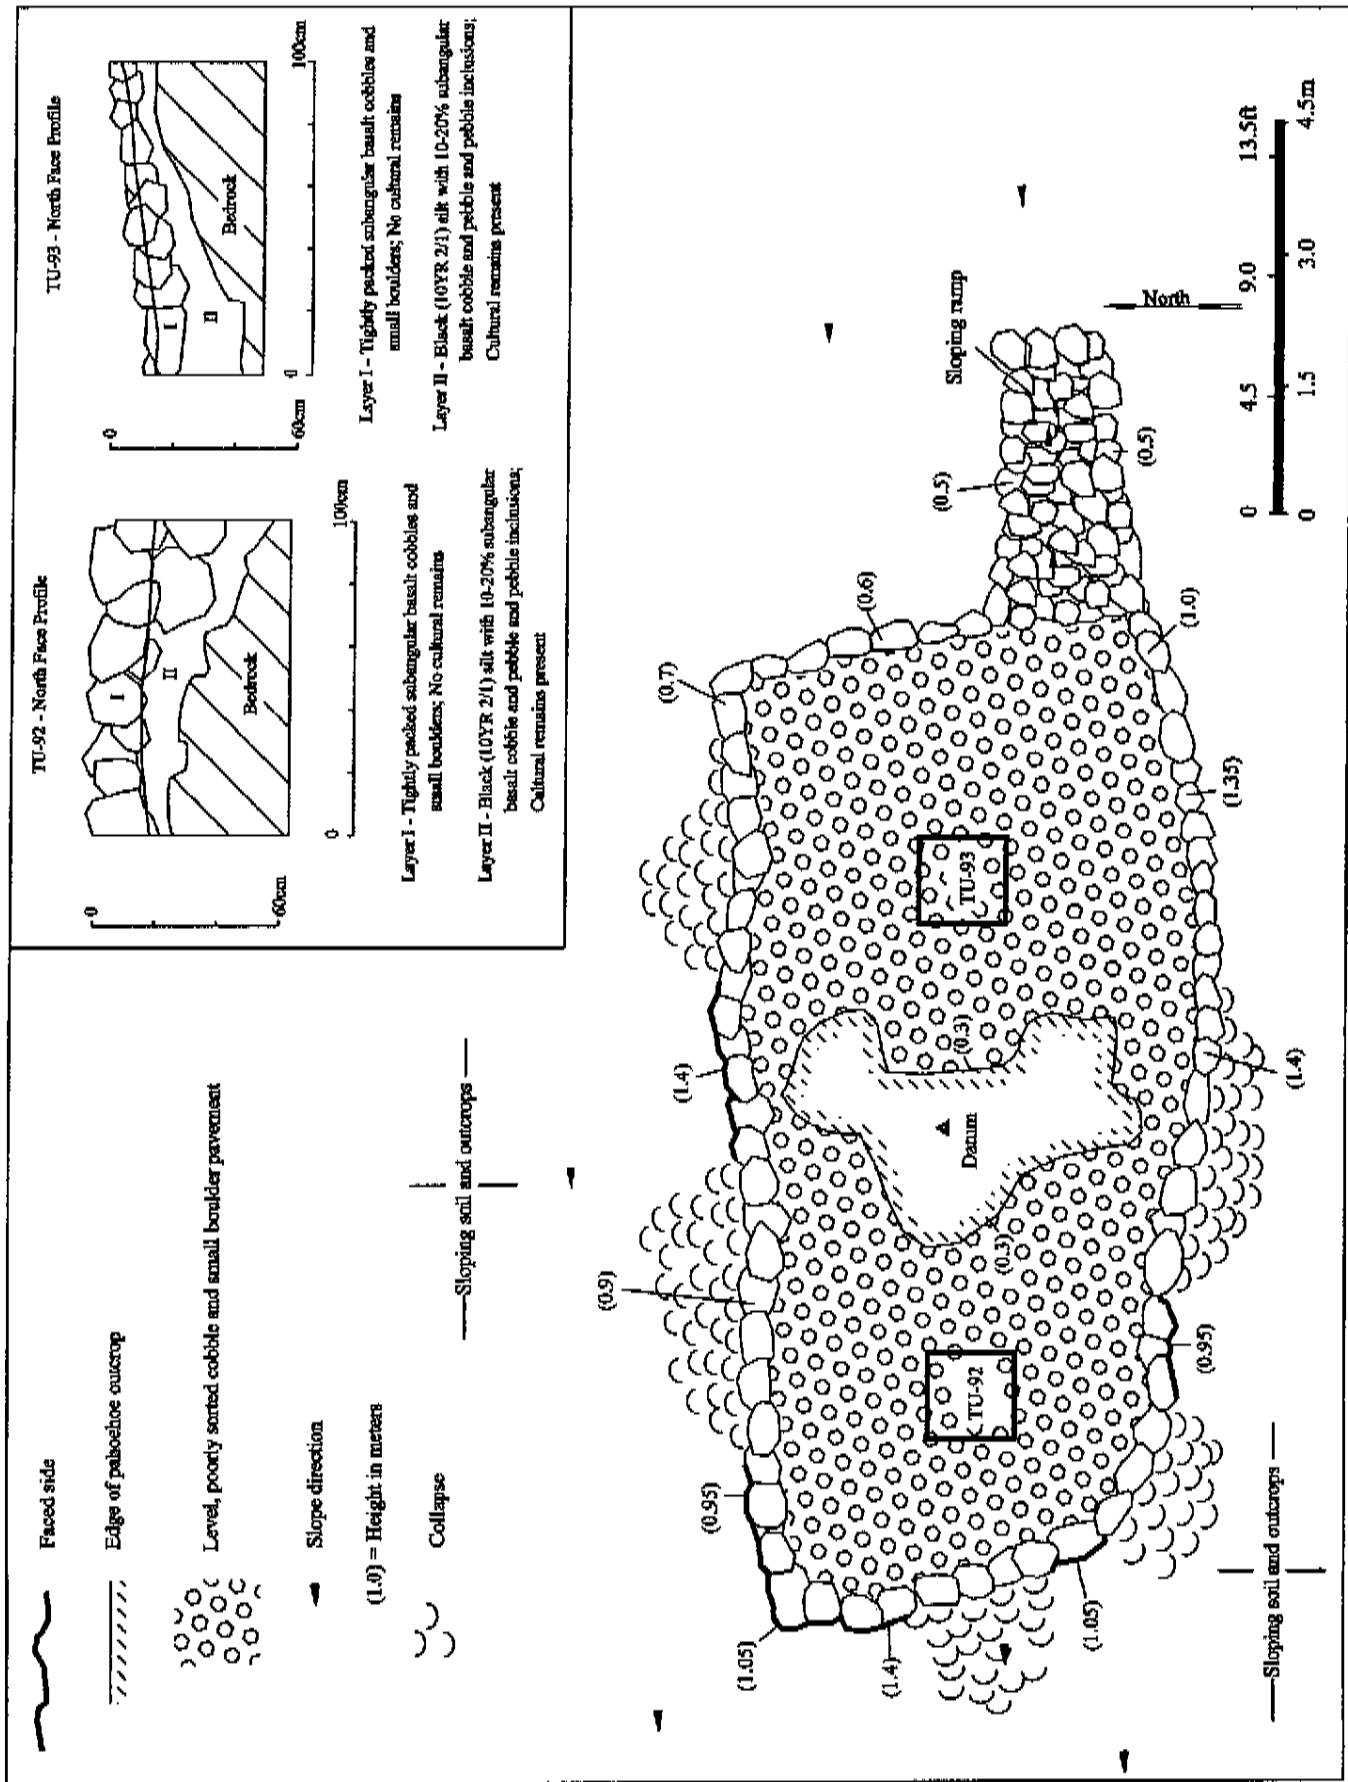 Faced side
Edge of pahoehoe outcrop
Level, poorly sorted cobble and small boulder pavement
Slope direction
(1.0) = Height in meters
Collapse
Sloping soil and outcrops
TU-92 - North Face Profile
0
60cm
I
II
Bedrock
0
100cm
Layer I - Tightly packed subangular basalt cobbles and
small boulders; No cultural remains
Layer II - Black (10YR 2/1) silt with 10-20% subangular
basalt cobble and pebble inclusions;
Cultural remains present
TU-93 - North Face Profile
0
60cm
I
II
Bedrock
0
100cm
Layer I - Tightly packed subangular basalt cobbles and
small boulders; No cultural remains
Layer II - Black (10YR 2/1) silt with 10-20% subangular
basalt cobble and pebble inclusions;
Cultural remains present
(0.9)
(1.4)
(0.7)
(0.95)
(1.05)
(0.6)
(1.4)
Sloping ramp
(0.5)
TU-92
(0.3)
Datum
(0.3)
TU-93
(0.5)
North
(1.05)
(0.95)
(1.4)
(1.35)
(1.0)
Sloping soil and outcrops
0 4.5 9.0 13.5ft
0 1.5 3.0 4.5m